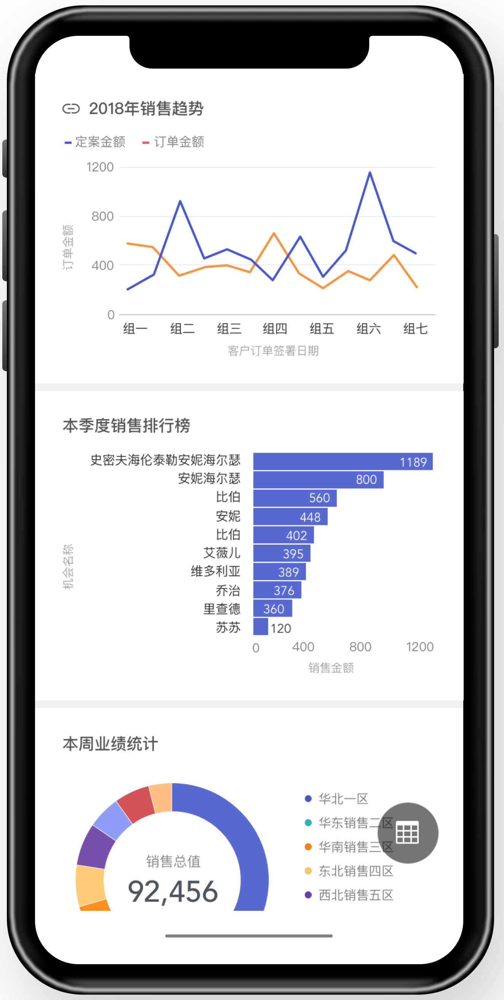 2018年销售趋势
定案金额 订单金额
1200
800
400
0
订单金额
组一 组二 组三 组四 组五 组六 组七
客户订单签署日期
本季度销售排行榜
机会名称
史密夫海伦泰勒安妮海尔瑟 1189
安妮海尔瑟 800
比伯 560
安妮 448
比伯 402
艾薇儿 395
维多利亚 389
乔治 376
里查德 360
苏苏 120
0 400 800 1200
销售金额
本周业绩统计
销售总值
92,456
华北一区
华东销售二区
华南销售三区
东北销售四区
西北销售五区